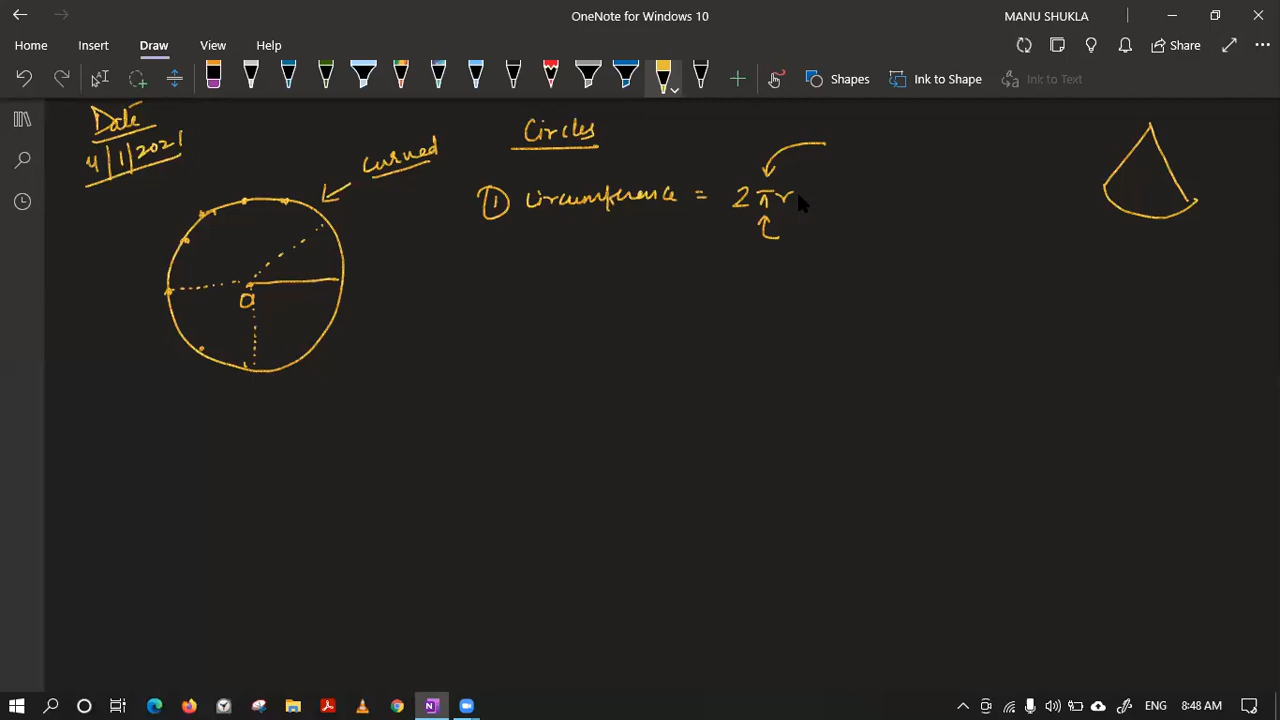 OneNote for Windows 10
MANU SHUKLA
Home Insert Draw View Help
Share
Shapes
Ink to Shape
Ink to Text
Date
4/1/2021
Circles
curved
① circumference = 2πr
O
ENG
8:48 AM